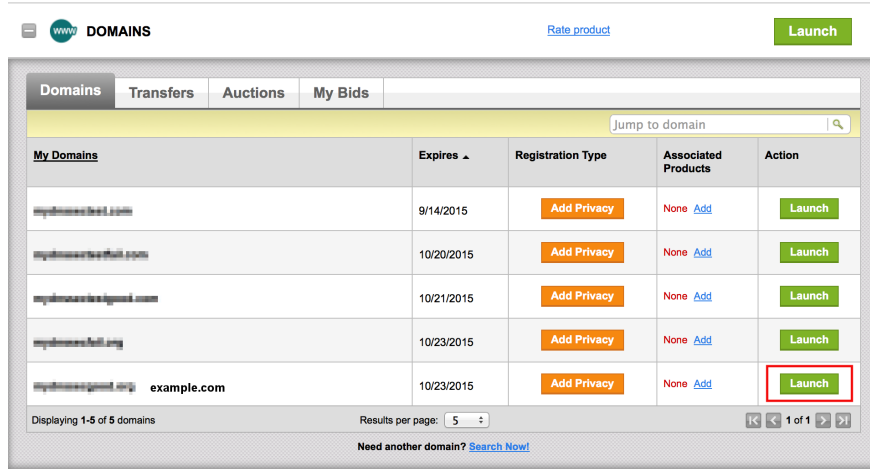 www DOMAINS Rate product Launch
Domains Transfers Auctions My Bids
Jump to domain
My Domains Expires Registration Type Associated Products Action
9/14/2015 Add Privacy None Add Launch
10/20/2015 Add Privacy None Add Launch
10/21/2015 Add Privacy None Add Launch
10/23/2015 Add Privacy None Add Launch
example.com 10/23/2015 Add Privacy None Add Launch
Displaying 1-5 of 5 domains Results per page: 5 1 of 1
Need another domain? Search Now!